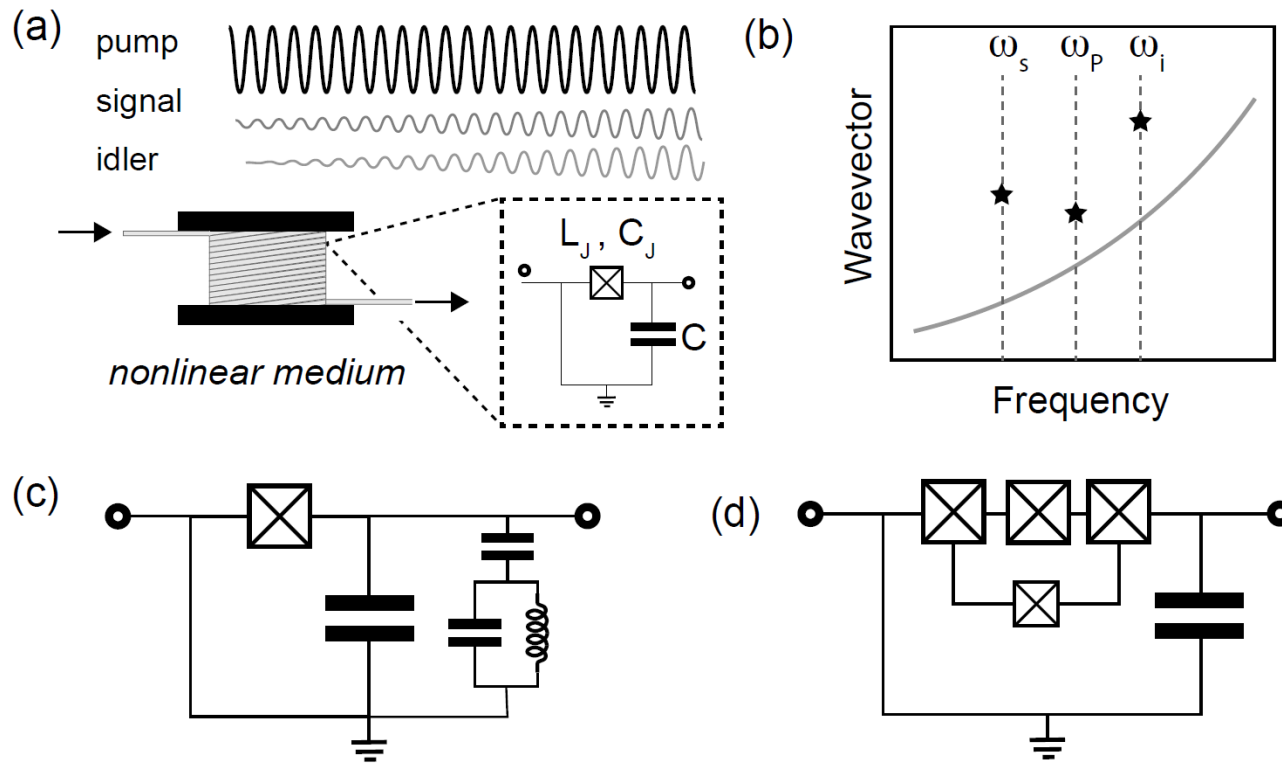 (a)
pump
signal
idler
L_J , C_J
C
nonlinear medium
(b)
ω_s ω_P ω_i
Wavevector
Frequency
(c)
(d)